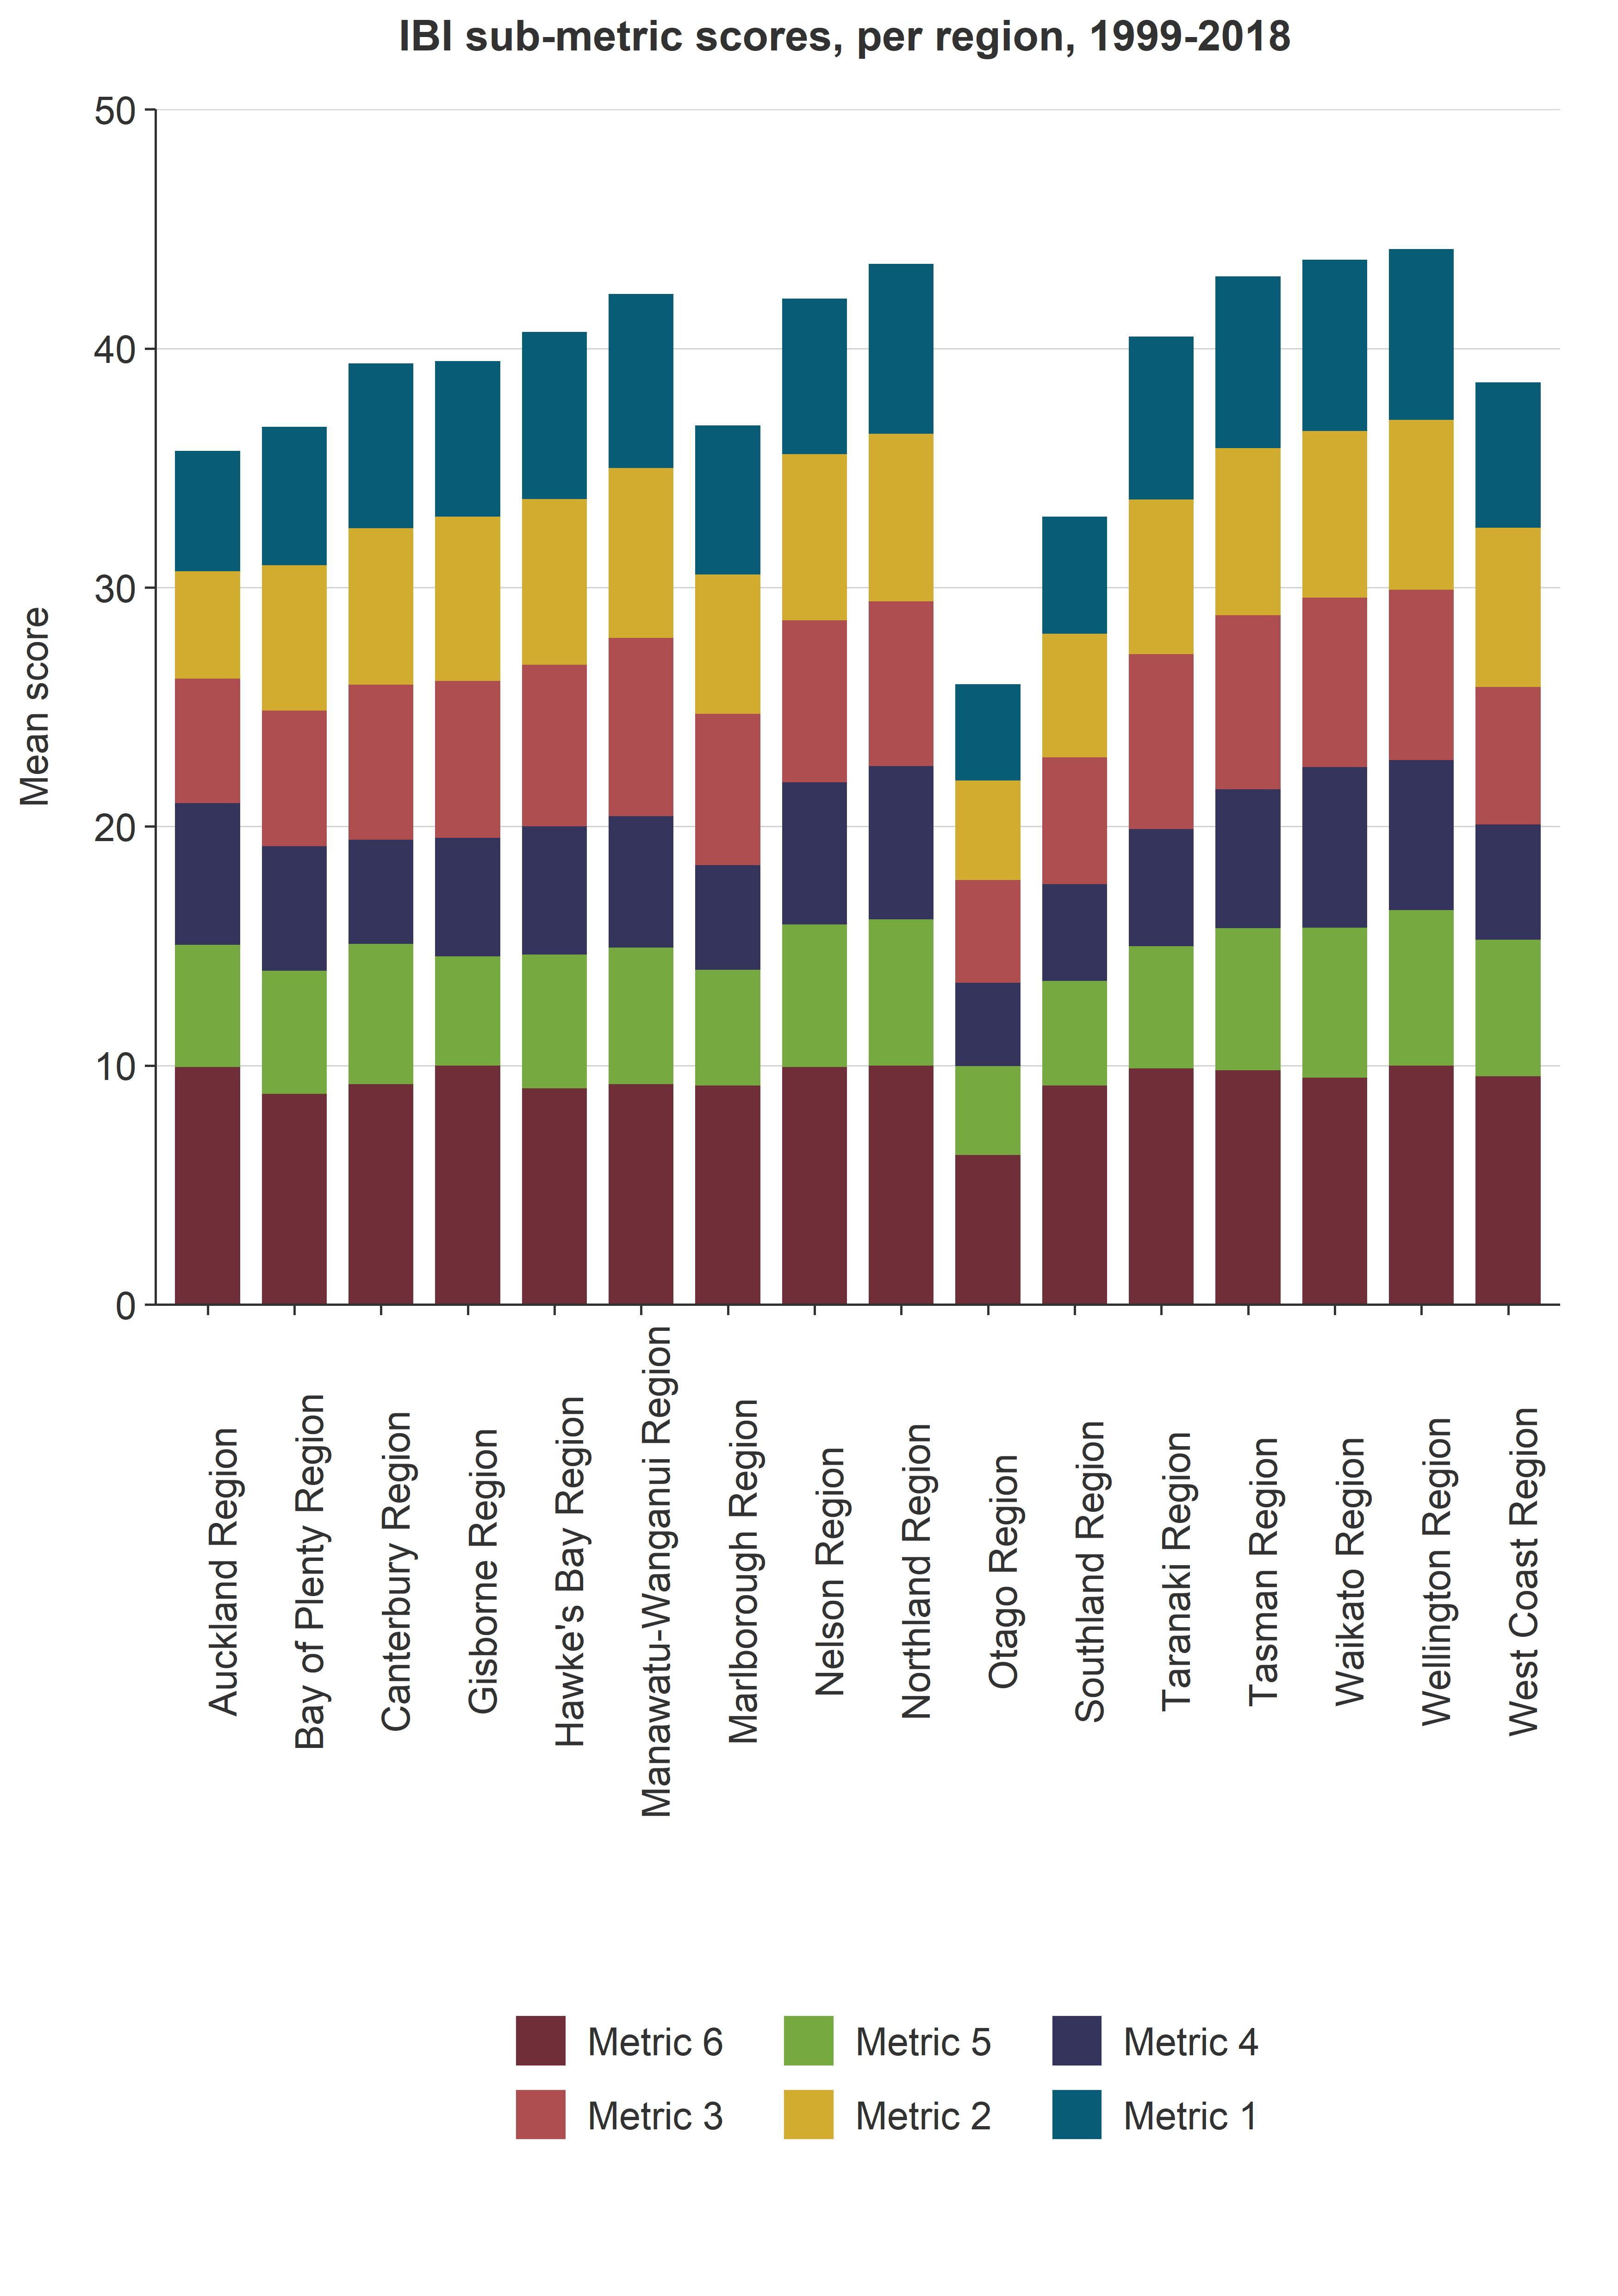 IBI sub-metric scores, per region, 1999-2018
50
40
30
20
10
0
Mean score
Auckland Region
Bay of Plenty Region
Canterbury Region
Gisborne Region
Hawke's Bay Region
Manawatu-Wanganui Region
Marlborough Region
Nelson Region
Northland Region
Otago Region
Southland Region
Taranaki Region
Tasman Region
Waikato Region
Wellington Region
West Coast Region
Metric 6 Metric 5 Metric 4
Metric 3 Metric 2 Metric 1